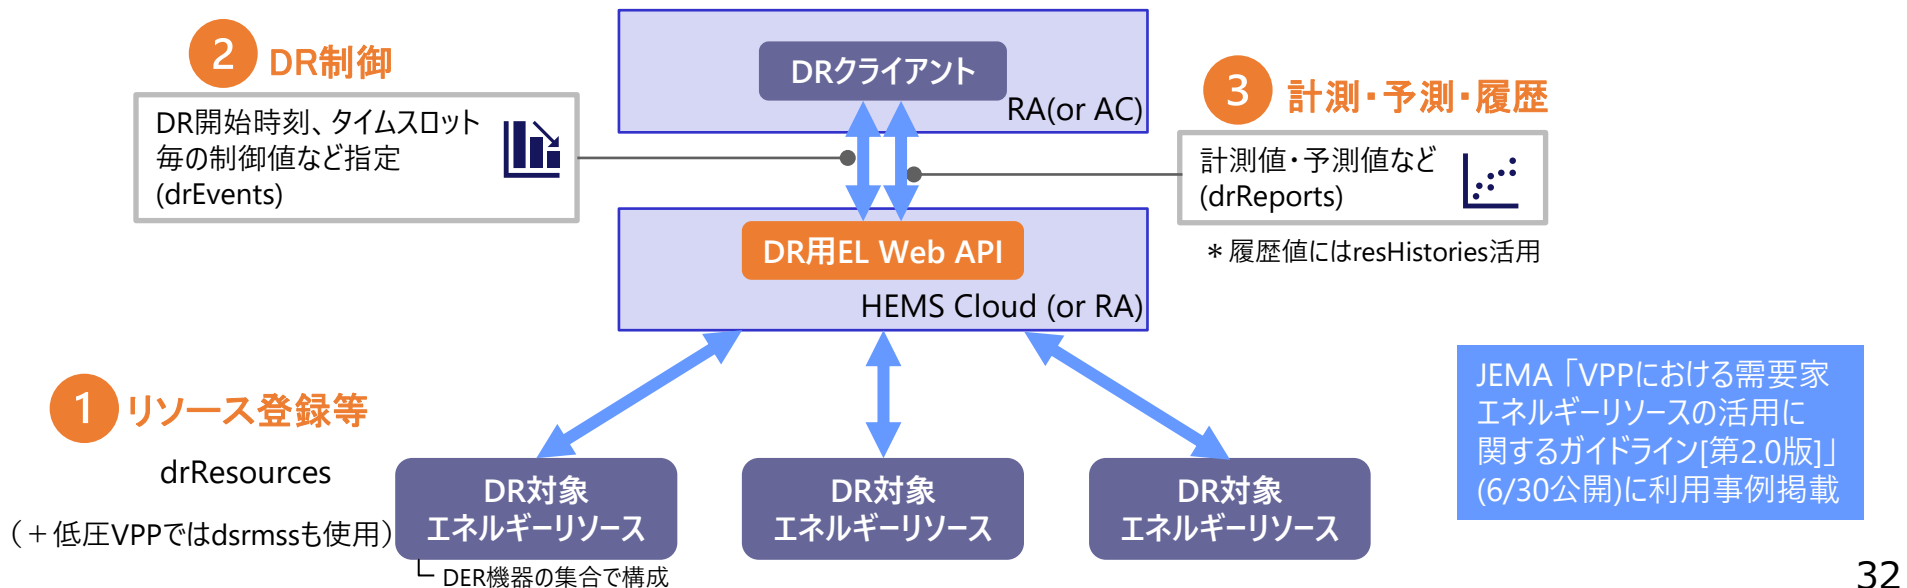 2 DR制御
DR開始時刻、タイムスロット
毎の制御値など指定
(drEvents)
DRクライアント
RA(or AC)
3 計測・予測・履歴
計測値・予測値など
(drReports)
＊履歴値にはresHistories活用
DR用EL Web API
HEMS Cloud (or RA)
1 リソース登録等
drResources
（＋低圧VPPではdsrmssも使用）
DR対象
エネルギーリソース
DER機器の集合で構成
DR対象
エネルギーリソース
DR対象
エネルギーリソース
JEMA「VPPにおける需要家
エネルギーリソースの活用に
関するガイドライン[第2.0版]」
(6/30公開)に利用事例掲載
32